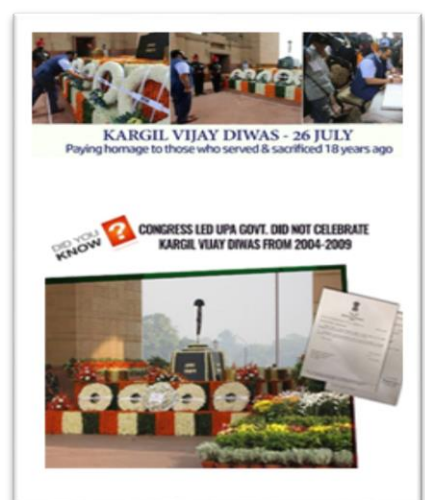 KARGIL VIJAY DIWAS - 26 JULY
Paying homage to those who served & sacrificed 18 years ago
DID YOU
KNOW
?
CONGRESS LED UPA GOVT. DID NOT CELEBRATE
KARGIL VIJAY DIWAS FROM 2004-2009